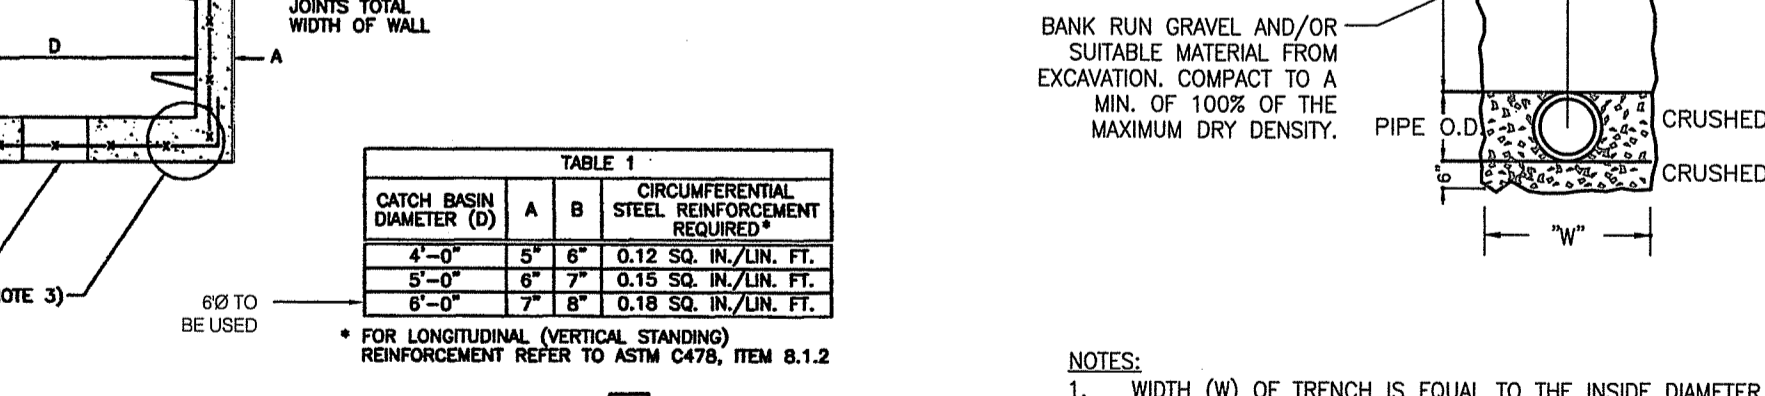 JOINTS TOTAL
WIDTH OF WALL
D
A
OTE 3)
6'Ø TO
BE USED
TABLE 1
CATCH BASIN DIAMETER (D) A B CIRCUMFERENTIAL STEEL REINFORCEMENT REQUIRED*
4'-0" 5" 6" 0.12 SQ. IN./LIN. FT.
5'-0" 6" 7" 0.15 SQ. IN./LIN. FT.
6'-0" 7" 8" 0.18 SQ. IN./LIN. FT.
* FOR LONGITUDINAL (VERTICAL STANDING)
REINFORCEMENT REFER TO ASTM C478, ITEM 8.1.2
BANK RUN GRAVEL AND/OR
SUITABLE MATERIAL FROM
EXCAVATION. COMPACT TO A
MIN. OF 100% OF THE
MAXIMUM DRY DENSITY.
PIPE O.D.
CRUSHED
CRUSHED
6"
"W"
NOTES:
1. WIDTH (W) OF TRENCH IS EQUAL TO THE INSIDE DIAMETER